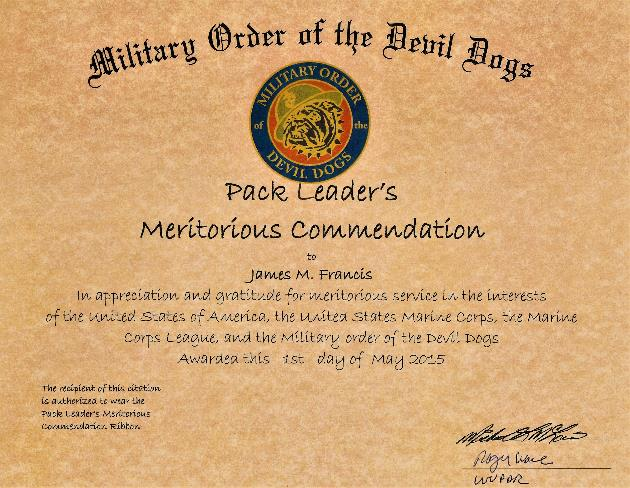 Military Order of the Devil Dogs
MILITARY ORDER
of the
DEVIL DOGS
Pack Leader's
Meritorious Commendation
to
James M. Francis
In appreciation and gratitude for meritorious service in the interests
of the United States of America, the United States Marine Corps, the Marine
Corps League, and the Military order of the Devil Dogs
Awarded this 1st day of May 2015
The recipient of this citation
is authorized to wear the
Pack Leader's Meritorious
Commendation Ribbon